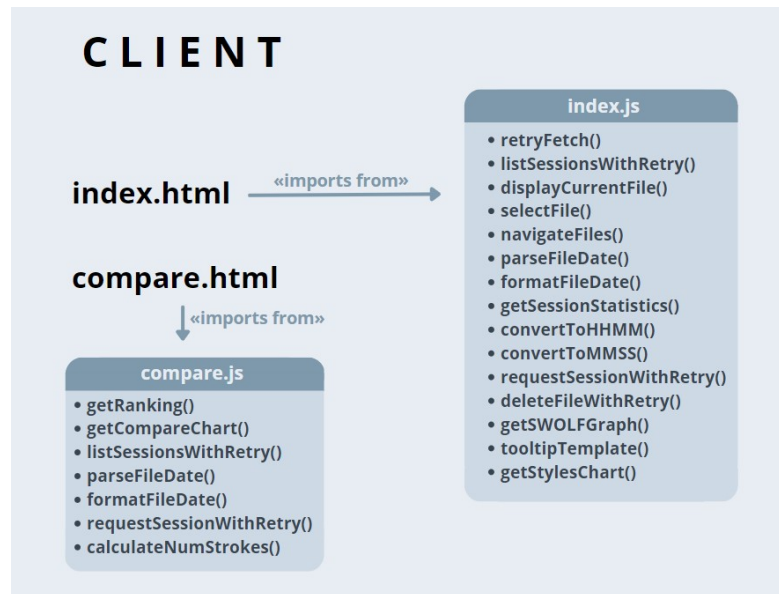 CLIENT
index.html
«imports from»
index.js
• retryFetch()
• listSessionsWithRetry()
• displayCurrentFile()
• selectFile()
• navigateFiles()
• parseFileDate()
• formatFileDate()
• getSessionStatistics()
• convertToHHMM()
• convertToMMSS()
• requestSessionWithRetry()
• deleteFileWithRetry()
• getSWOLFGraph()
• tooltipTemplate()
• getStylesChart()
compare.html
«imports from»
compare.js
• getRanking()
• getCompareChart()
• listSessionsWithRetry()
• parseFileDate()
• formatFileDate()
• requestSessionWithRetry()
• calculateNumStrokes()